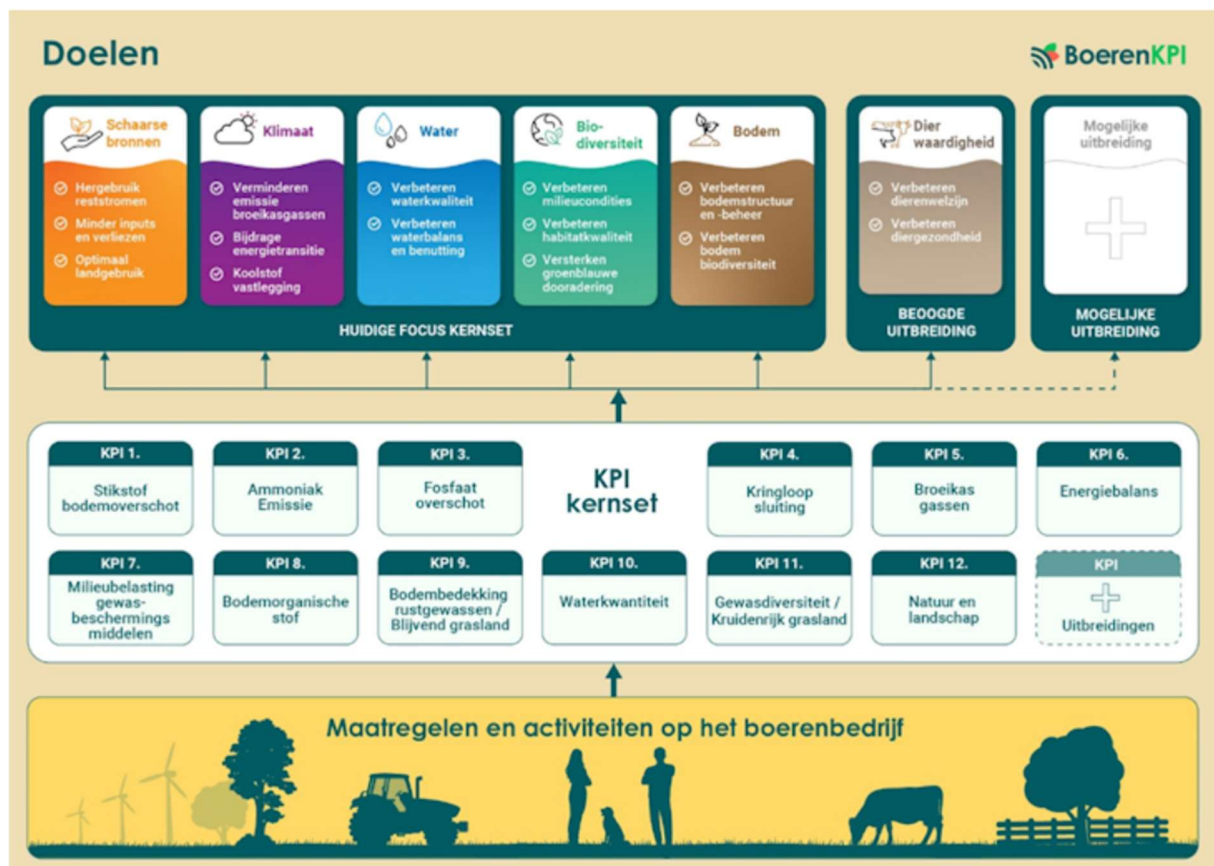 Doelen
BoerenKPI
Schaarse
bronnen
Hergebruik
reststromen
Minder inputs
en verliezen
Optimaal
landgebruik
Klimaat
Verminderen
emissie
broeikasgassen
Bijdrage
energietransitie
Koolstof
vastlegging
Water
Verbeteren
waterkwaliteit
Verbeteren
waterbalans
en benutting
Bio-
diversiteit
Verbeteren
milieucondities
Verbeteren
habitatkwaliteit
Versterken
groenblauwe
dooradering
Bodem
Verbeteren
bodemstructuur
en -beheer
Verbeteren
bodem
biodiversiteit
HUIDIGE FOCUS KERNSET
Dier
waardigheid
Verbeteren
dierenwelzijn
Verbeteren
diergezondheid
BEOOGDE
UITBREIDING
Mogelijke
uitbreiding
MOGELIJKE
UITBREIDING
KPI
kernset
KPI 1.
Stikstof
bodemoverschot
KPI 2.
Ammoniak
Emissie
KPI 3.
Fosfaat
overschot
KPI 4.
Kringloop
sluiting
KPI 5.
Broeikas
gassen
KPI 6.
Energiebalans
KPI 7.
Milieubelasting
gewas-
beschermings
middelen
KPI 8.
Bodemorganische
stof
KPI 9.
Bodembedekking
rustgewassen /
Blijvend grasland
KPI 10.
Waterkwantiteit
KPI 11.
Gewasdiversiteit /
Kruidenrijk grasland
KPI 12.
Natuur en
landschap
KPI
Uitbreidingen
Maatregelen en activiteiten op het boerenbedrijf